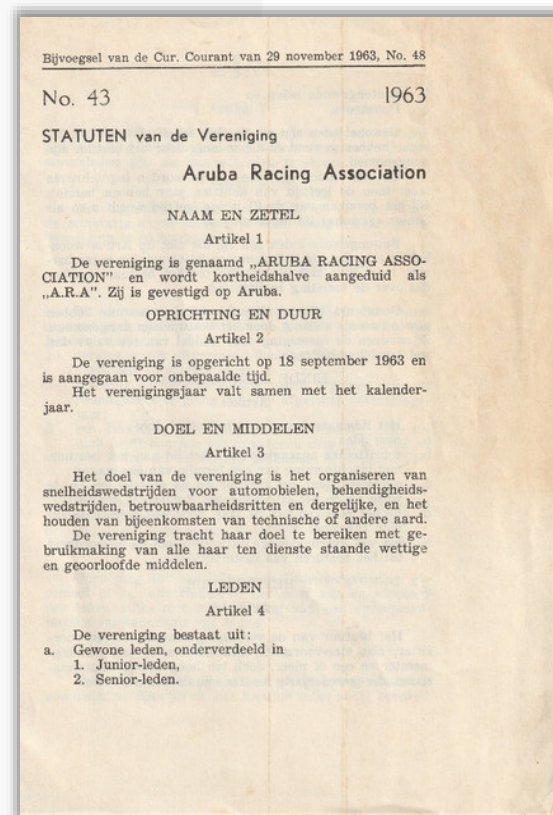 Bijvoegsel van de Cur. Courant van 29 november 1963, No. 48
No. 43 1963
STATUTEN van de Vereniging
Aruba Racing Association
NAAM EN ZETEL
Artikel 1
De vereniging is genaamd „ARUBA RACING ASSO-
CIATION" en wordt kortheidshalve aangeduid als
„A.R.A". Zij is gevestigd op Aruba.
OPRICHTING EN DUUR
Artikel 2
De vereniging is opgericht op 18 september 1963 en
is aangegaan voor onbepaalde tijd.
Het verenigingsjaar valt samen met het kalender-
jaar.
DOEL EN MIDDELEN
Artikel 3
Het doel van de vereniging is het organiseren van
snelheidswedstrijden voor automobielen, behendigheids-
wedstrijden, betrouwbaarheidsritten en dergelijke, en het
houden van bijeenkomsten van technische of andere aard.
De vereniging tracht haar doel te bereiken met ge-
bruikmaking van alle haar ten dienste staande wettige
en geoorloofde middelen.
LEDEN
Artikel 4
De vereniging bestaat uit:
a. Gewone leden, onderverdeeld in
1. Junior-leden,
2. Senior-leden.